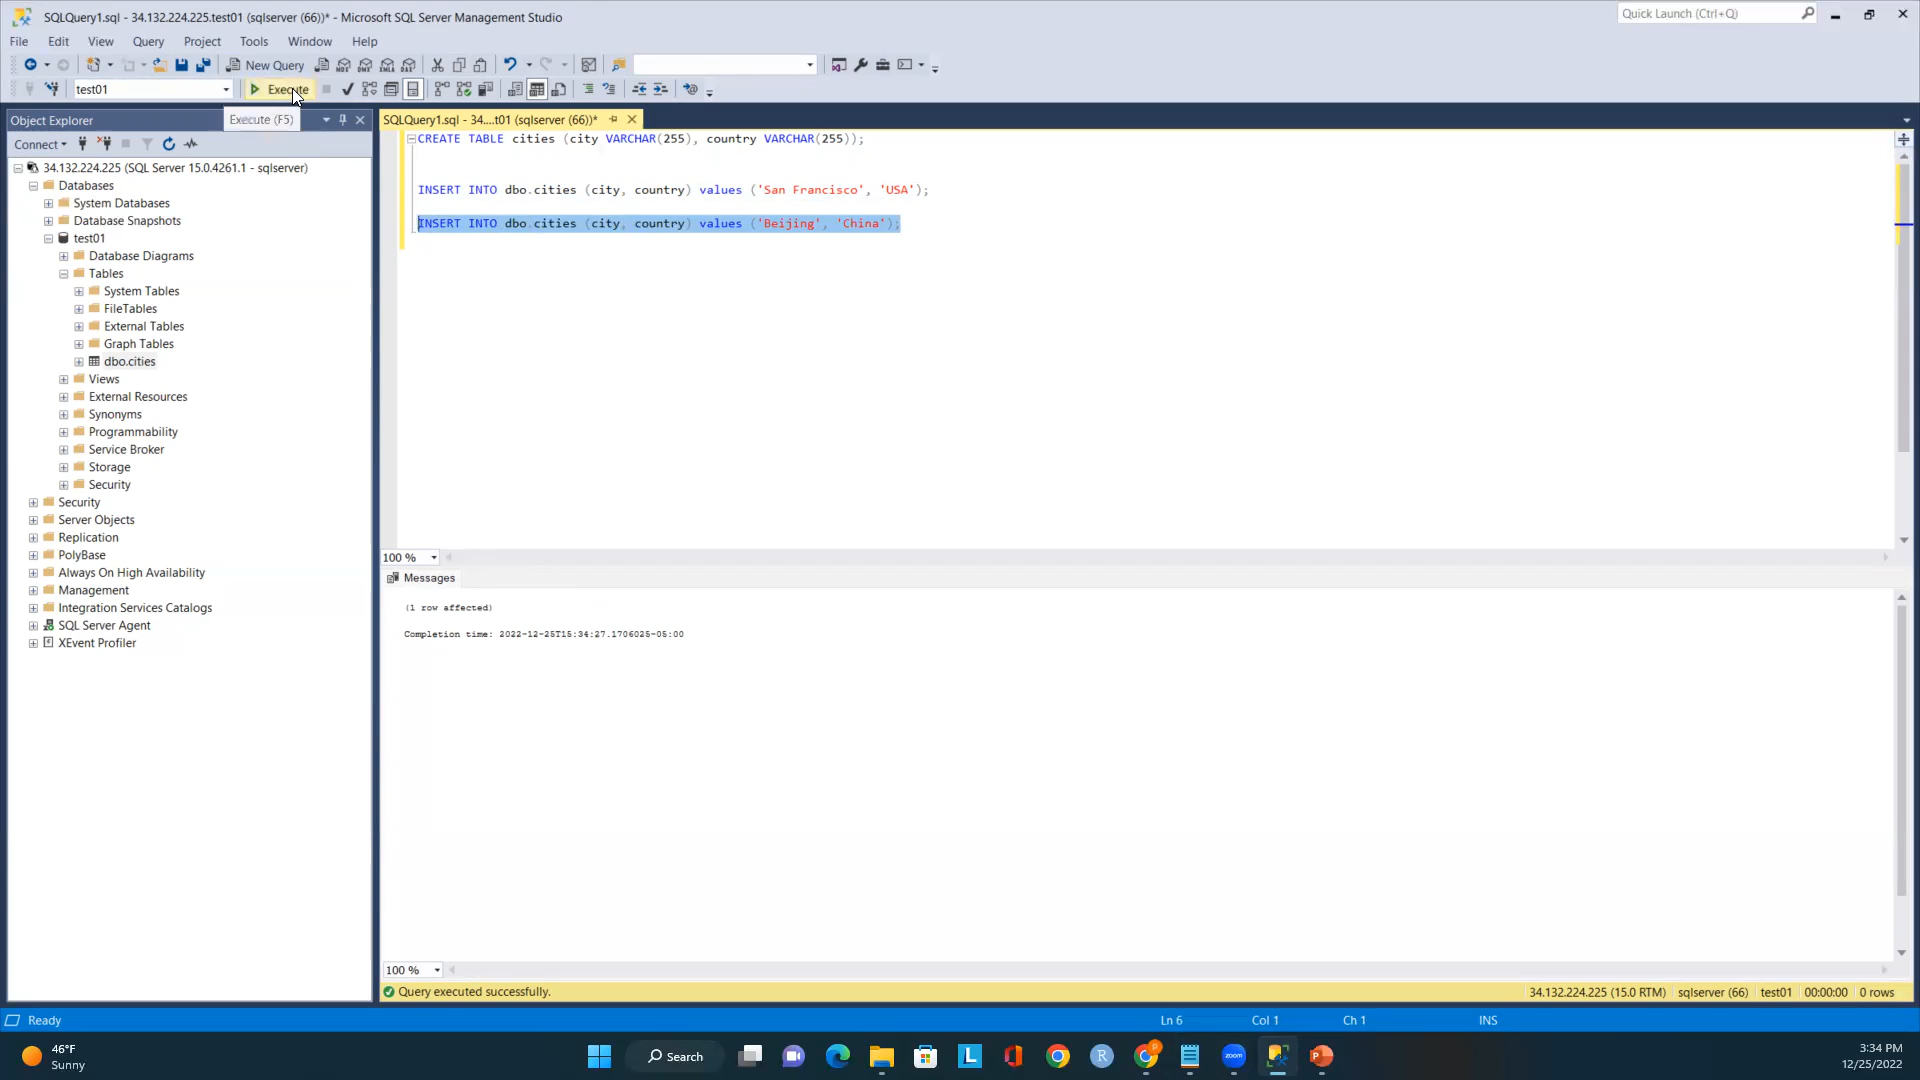 SQLQuery1.sql - 34.132.224.225.test01 (sqlserver (66))* - Microsoft SQL Server Management Studio
Quick Launch (Ctrl+Q)
File Edit View Query Project Tools Window Help
New Query
test01
Execute
Object Explorer
Execute (F5)
SQLQuery1.sql - 34....t01 (sqlserver (66))*
Connect
CREATE TABLE cities (city VARCHAR(255), country VARCHAR(255));
INSERT INTO dbo.cities (city, country) values ('San Francisco', 'USA');
INSERT INTO dbo.cities (city, country) values ('Beijing', 'China');
34.132.224.225 (SQL Server 15.0.4261.1 - sqlserver)
Databases
System Databases
Database Snapshots
test01
Database Diagrams
Tables
System Tables
FileTables
External Tables
Graph Tables
dbo.cities
Views
External Resources
Synonyms
Programmability
Service Broker
Storage
Security
Security
Server Objects
Replication
PolyBase
Always On High Availability
Management
Integration Services Catalogs
SQL Server Agent
XEvent Profiler
100 %
Messages
(1 row affected)
Completion time: 2022-12-25T15:34:27.1706025-05:00
100 %
Query executed successfully.
34.132.224.225 (15.0 RTM) sqlserver (66) test01 00:00:00 0 rows
Ready
Ln 6 Col 1 Ch 1 INS
46°F
Sunny
Search
zoom
3:34 PM
12/25/2022